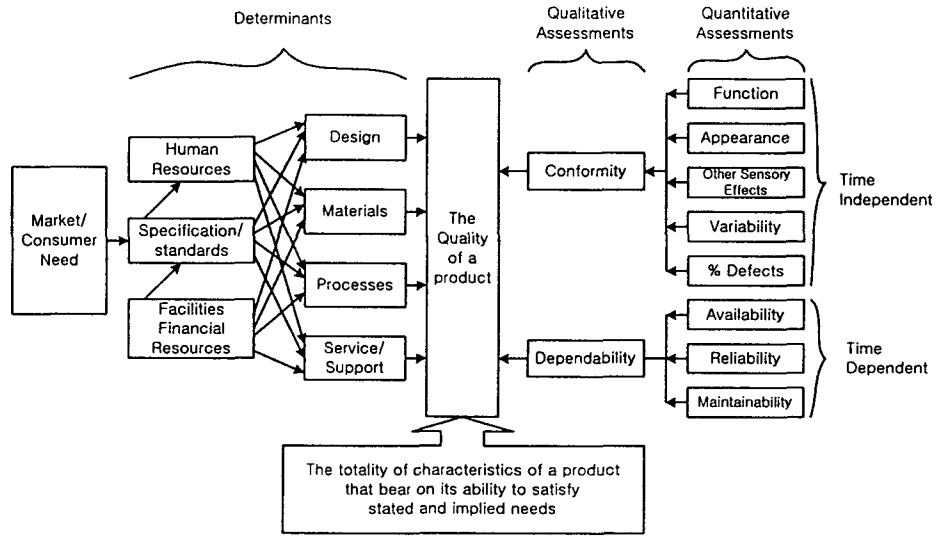 Determinants
Qualitative
Assessments
Quantitative
Assessments
Market/
Consumer
Need
Human
Resources
Specification/
standards
Facilities
Financial
Resources
Design
Materials
Processes
Service/
Support
The
Quality
of a
product
Conformity
Dependability
Function
Appearance
Other Sensory
Effects
Variability
% Defects
Availability
Reliability
Maintainability
Time
Independent
Time
Dependent
The totality of characteristics of a product
that bear on its ability to satisfy
stated and implied needs